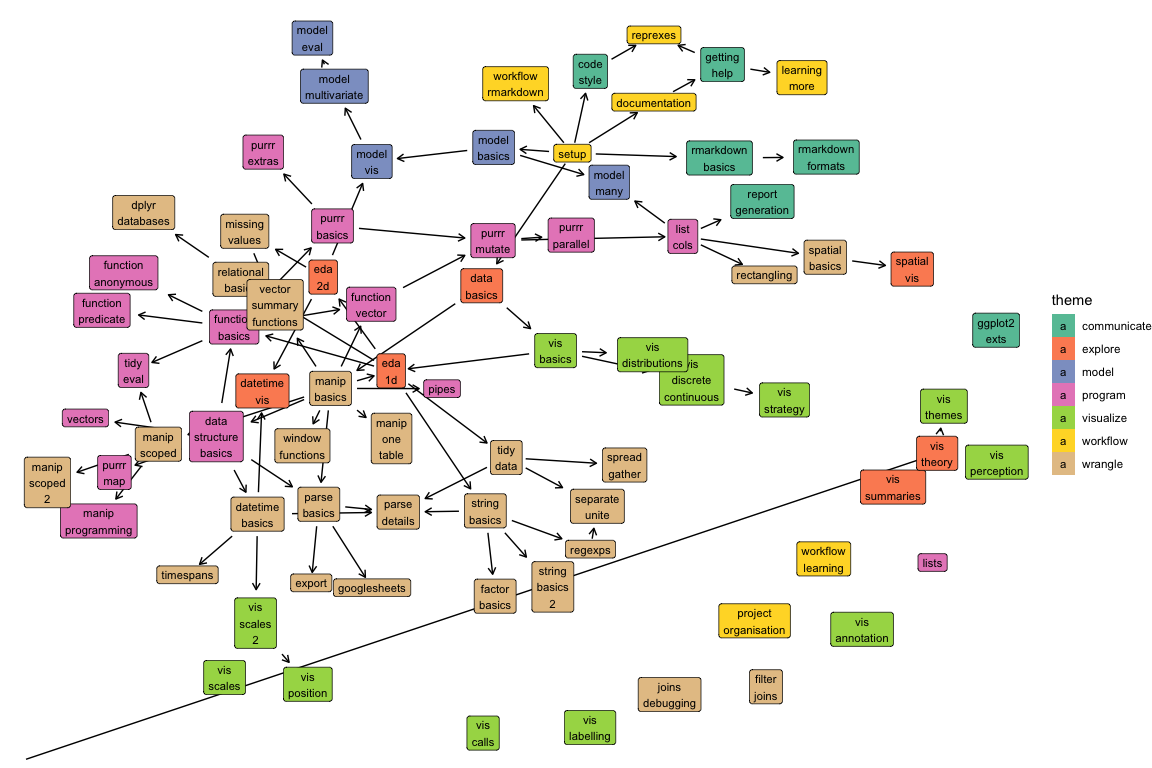 model
eval
reprexes
code
style
getting
help
learning
more
workflow
rmarkdown
model
multivariate
documentation
purrr
extras
model
vis
model
basics
setup
rmarkdown
basics
rmarkdown
formats
model
many
report
generation
dplyr
databases
missing
values
purrr
basics
purrr
mutate
purrr
parallel
list
cols
spatial
basics
spatial
vis
rectangling
function
anonymous
relational
basics
eda
2d
data
basics
vector
summary
functions
function
vector
function
predicate
function
basics
ggplot2
exts
theme
a communicate
a explore
a model
a program
a visualize
a workflow
a wrangle
tidy
eval
datetime
vis
manip
basics
eda
1d
pipes
vis
basics
vis
distributions
vis
discrete
continuous
vis
strategy
vis
themes
vectors
manip
scoped
data
structure
basics
window
functions
manip
one
table
tidy
data
spread
gather
vis
theory
vis
perception
vis
summaries
manip
scoped
2
purrr
map
manip
programming
datetime
basics
parse
basics
parse
details
string
basics
separate
unite
regexps
workflow
learning
lists
timespans
export
googlesheets
factor
basics
string
basics
2
vis
scales
2
project
organisation
vis
annotation
vis
scales
vis
position
joins
debugging
filter
joins
vis
calls
vis
labelling